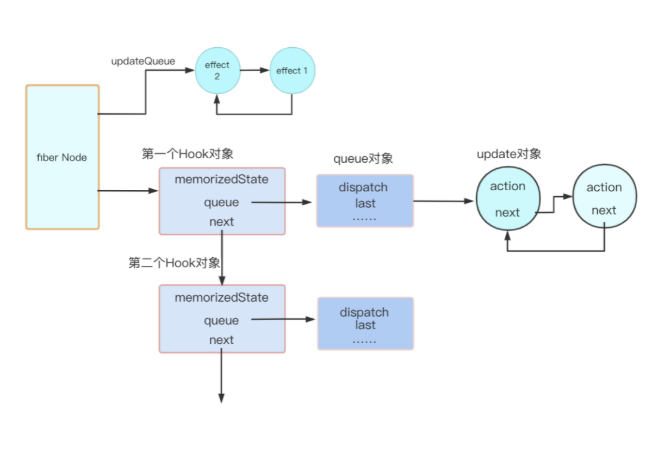 updateQueue
effect
2
effect 1
fiber Node
第一个Hook对象
queue对象
update对象
memorizedState
queue
next
dispatch
last
......
action
next
action
next
第二个Hook对象
memorizedState
queue
next
dispatch
last
......